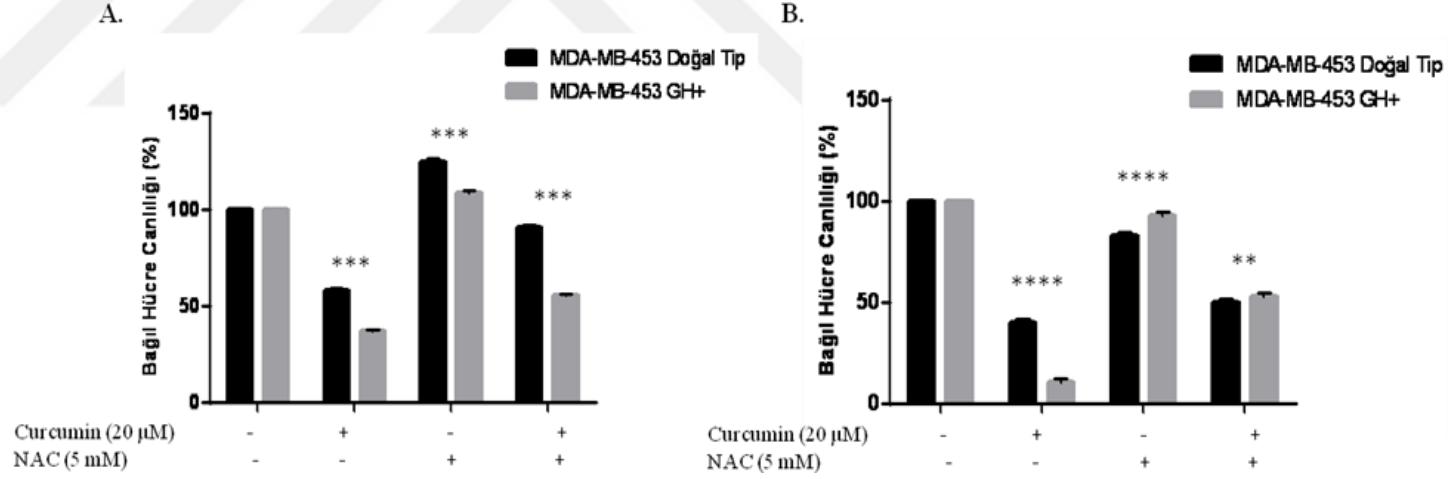 A.
MDA-MB-453 Doğal Tip
MDA-MB-453 GH+
Bağıl Hücre Canlılığı (%)
150
100
50
0
***
***
***
Curcumin (20 µM) - + - +
NAC (5 mM) - - + +
B.
MDA-MB-453 Doğal Tip
MDA-MB-453 GH+
Bağıl Hücre Canlılığı (%)
150
100
50
0
****
****
**
Curcumin (20 µM) - + - +
NAC (5 mM) - - + +